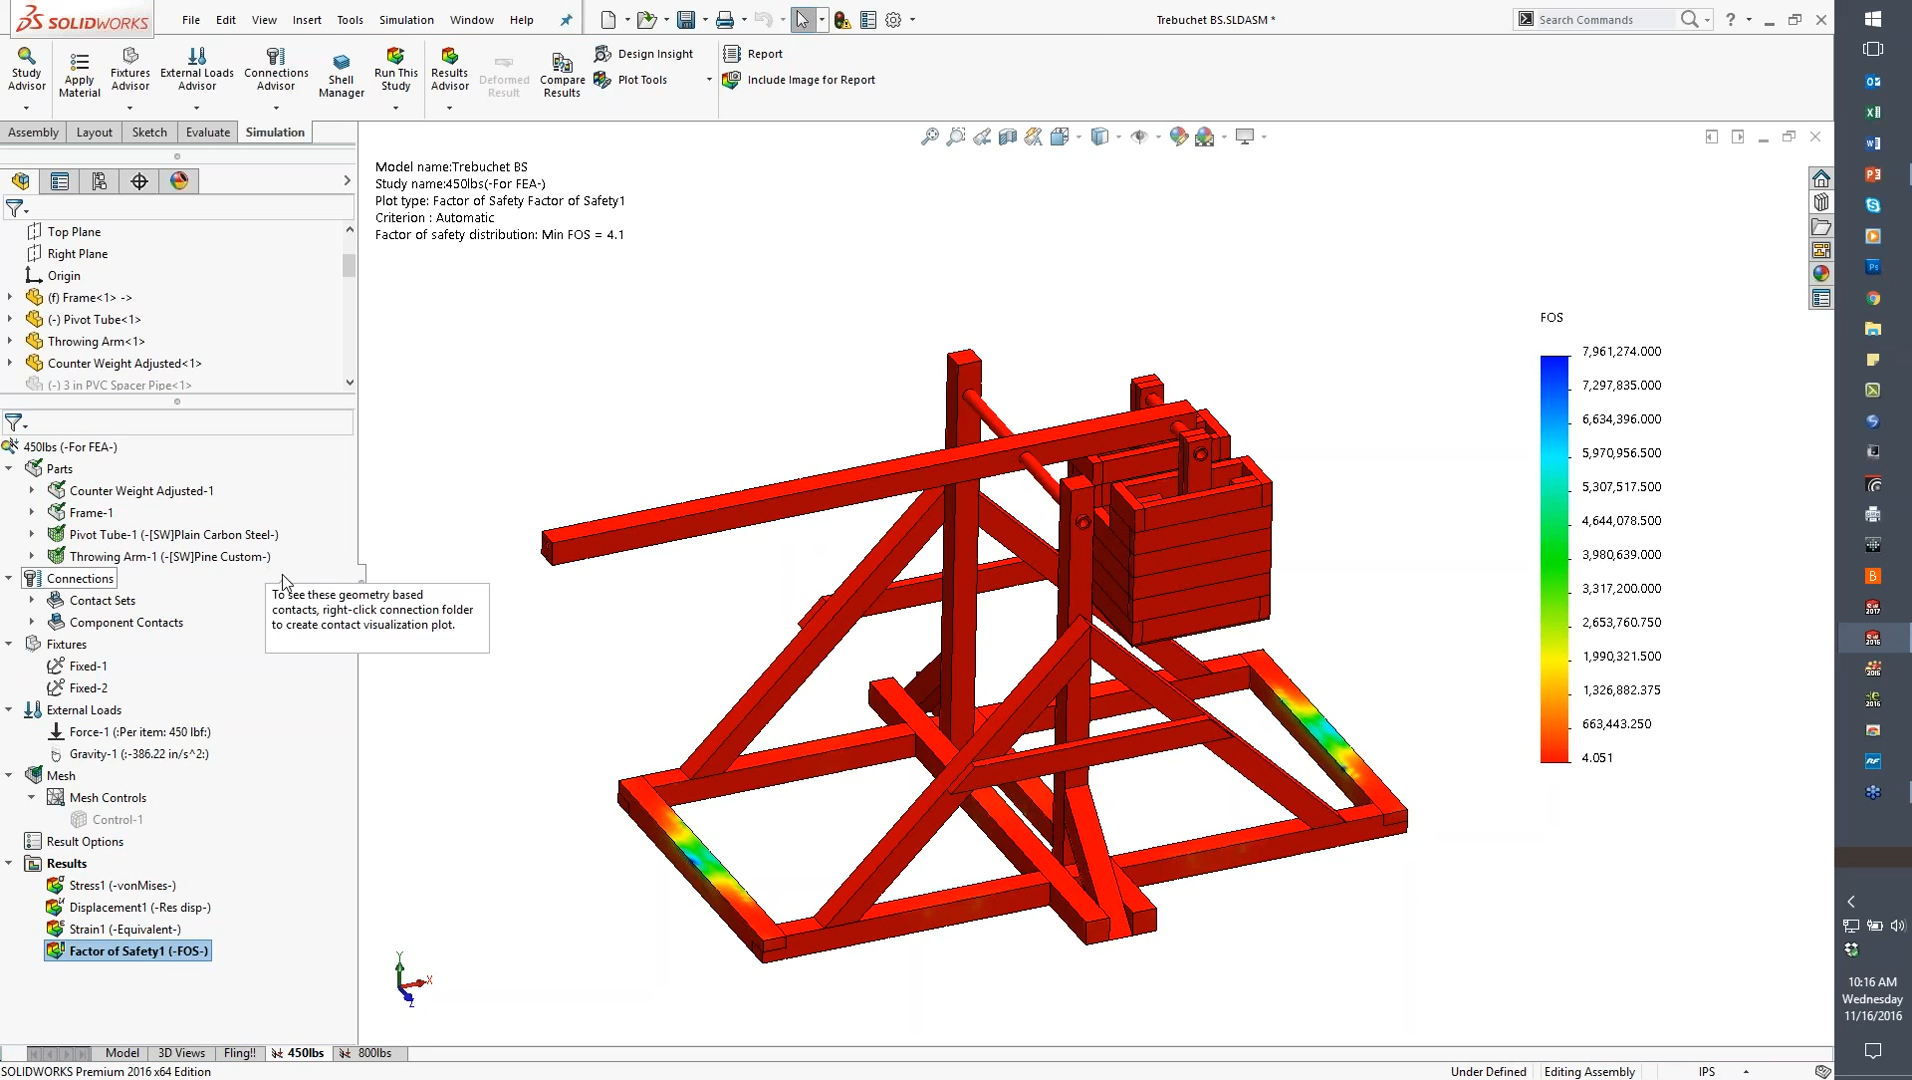 SOLIDWORKS
File Edit View Insert Tools Simulation Window Help
Trebuchet BS.SLDASM *
Search Commands
?
Study Advisor
Apply Material
Fixtures Advisor
External Loads Advisor
Connections Advisor
Shell Manager
Run This Study
Results Advisor
Deformed Result
Compare Results
Design Insight
Plot Tools
Report
Include Image for Report
Assembly Layout Sketch Evaluate Simulation
Top Plane
Right Plane
Origin
(f) Frame<1> ->
(-) Pivot Tube<1>
Throwing Arm<1>
Counter Weight Adjusted<1>
(-) 3 in PVC Spacer Pipe<1>
450lbs (-For FEA-)
Parts
Counter Weight Adjusted-1
Frame-1
Pivot Tube-1 (-[SW]Plain Carbon Steel-)
Throwing Arm-1 (-[SW]Pine Custom-)
Connections
Contact Sets
Component Contacts
Fixtures
Fixed-1
Fixed-2
External Loads
Force-1 (:Per item: 450 lbf:)
Gravity-1 (:-386.22 in/s^2:)
Mesh
Mesh Controls
Control-1
Result Options
Results
Stress1 (-vonMises-)
Displacement1 (-Res disp-)
Strain1 (-Equivalent-)
Factor of Safety1 (-FOS-)
To see these geometry based
contacts, right-click connection folder
to create contact visualization plot.
Model name:Trebuchet BS
Study name:450lbs(-For FEA-)
Plot type: Factor of Safety Factor of Safety1
Criterion : Automatic
Factor of safety distribution: Min FOS = 4.1
FOS
7,961,274.000
7,297,835.000
6,634,396.000
5,970,956.500
5,307,517.500
4,644,078.500
3,980,639.000
3,317,200.000
2,653,760.750
1,990,321.500
1,326,882.375
663,443.250
4.051
Y
X
Z
Model 3D Views Fling!! 450lbs 800lbs
SOLIDWORKS Premium 2016 x64 Edition
Under Defined Editing Assembly IPS
10:16 AM
Wednesday
11/16/2016